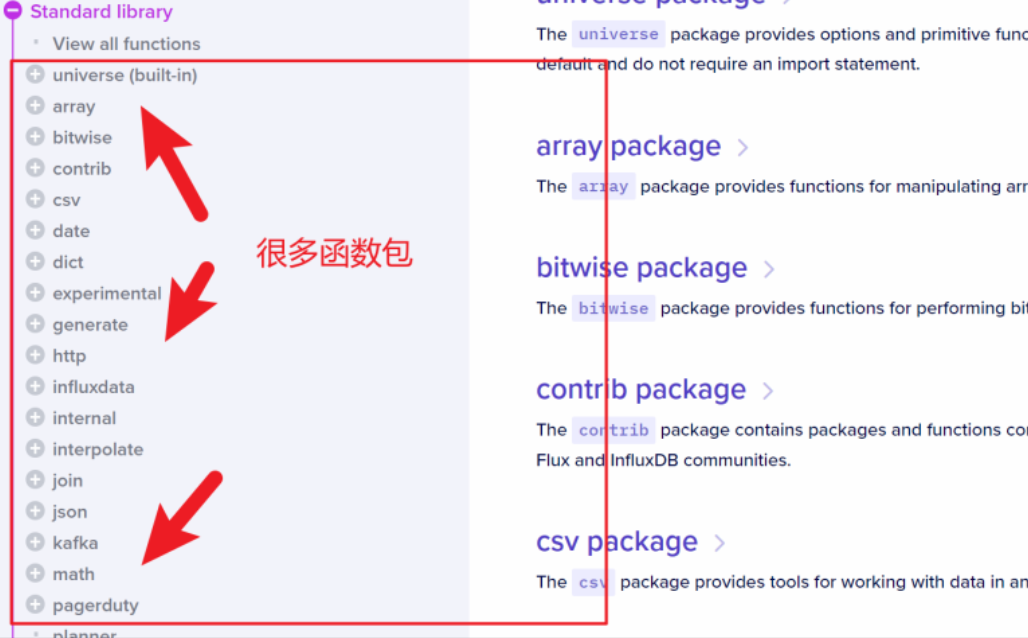 Standard library
View all functions
universe (built-in)
array
bitwise
contrib
csv
date
dict
experimental
generate
http
influxdata
internal
interpolate
join
json
kafka
math
pagerduty
planner
很多函数包
universe package
The universe package provides options and primitive func
default and do not require an import statement.
array package
The array package provides functions for manipulating arr
bitwise package
The bitwise package provides functions for performing bit
contrib package
The contrib package contains packages and functions co
Flux and InfluxDB communities.
csv package
The csv package provides tools for working with data in an